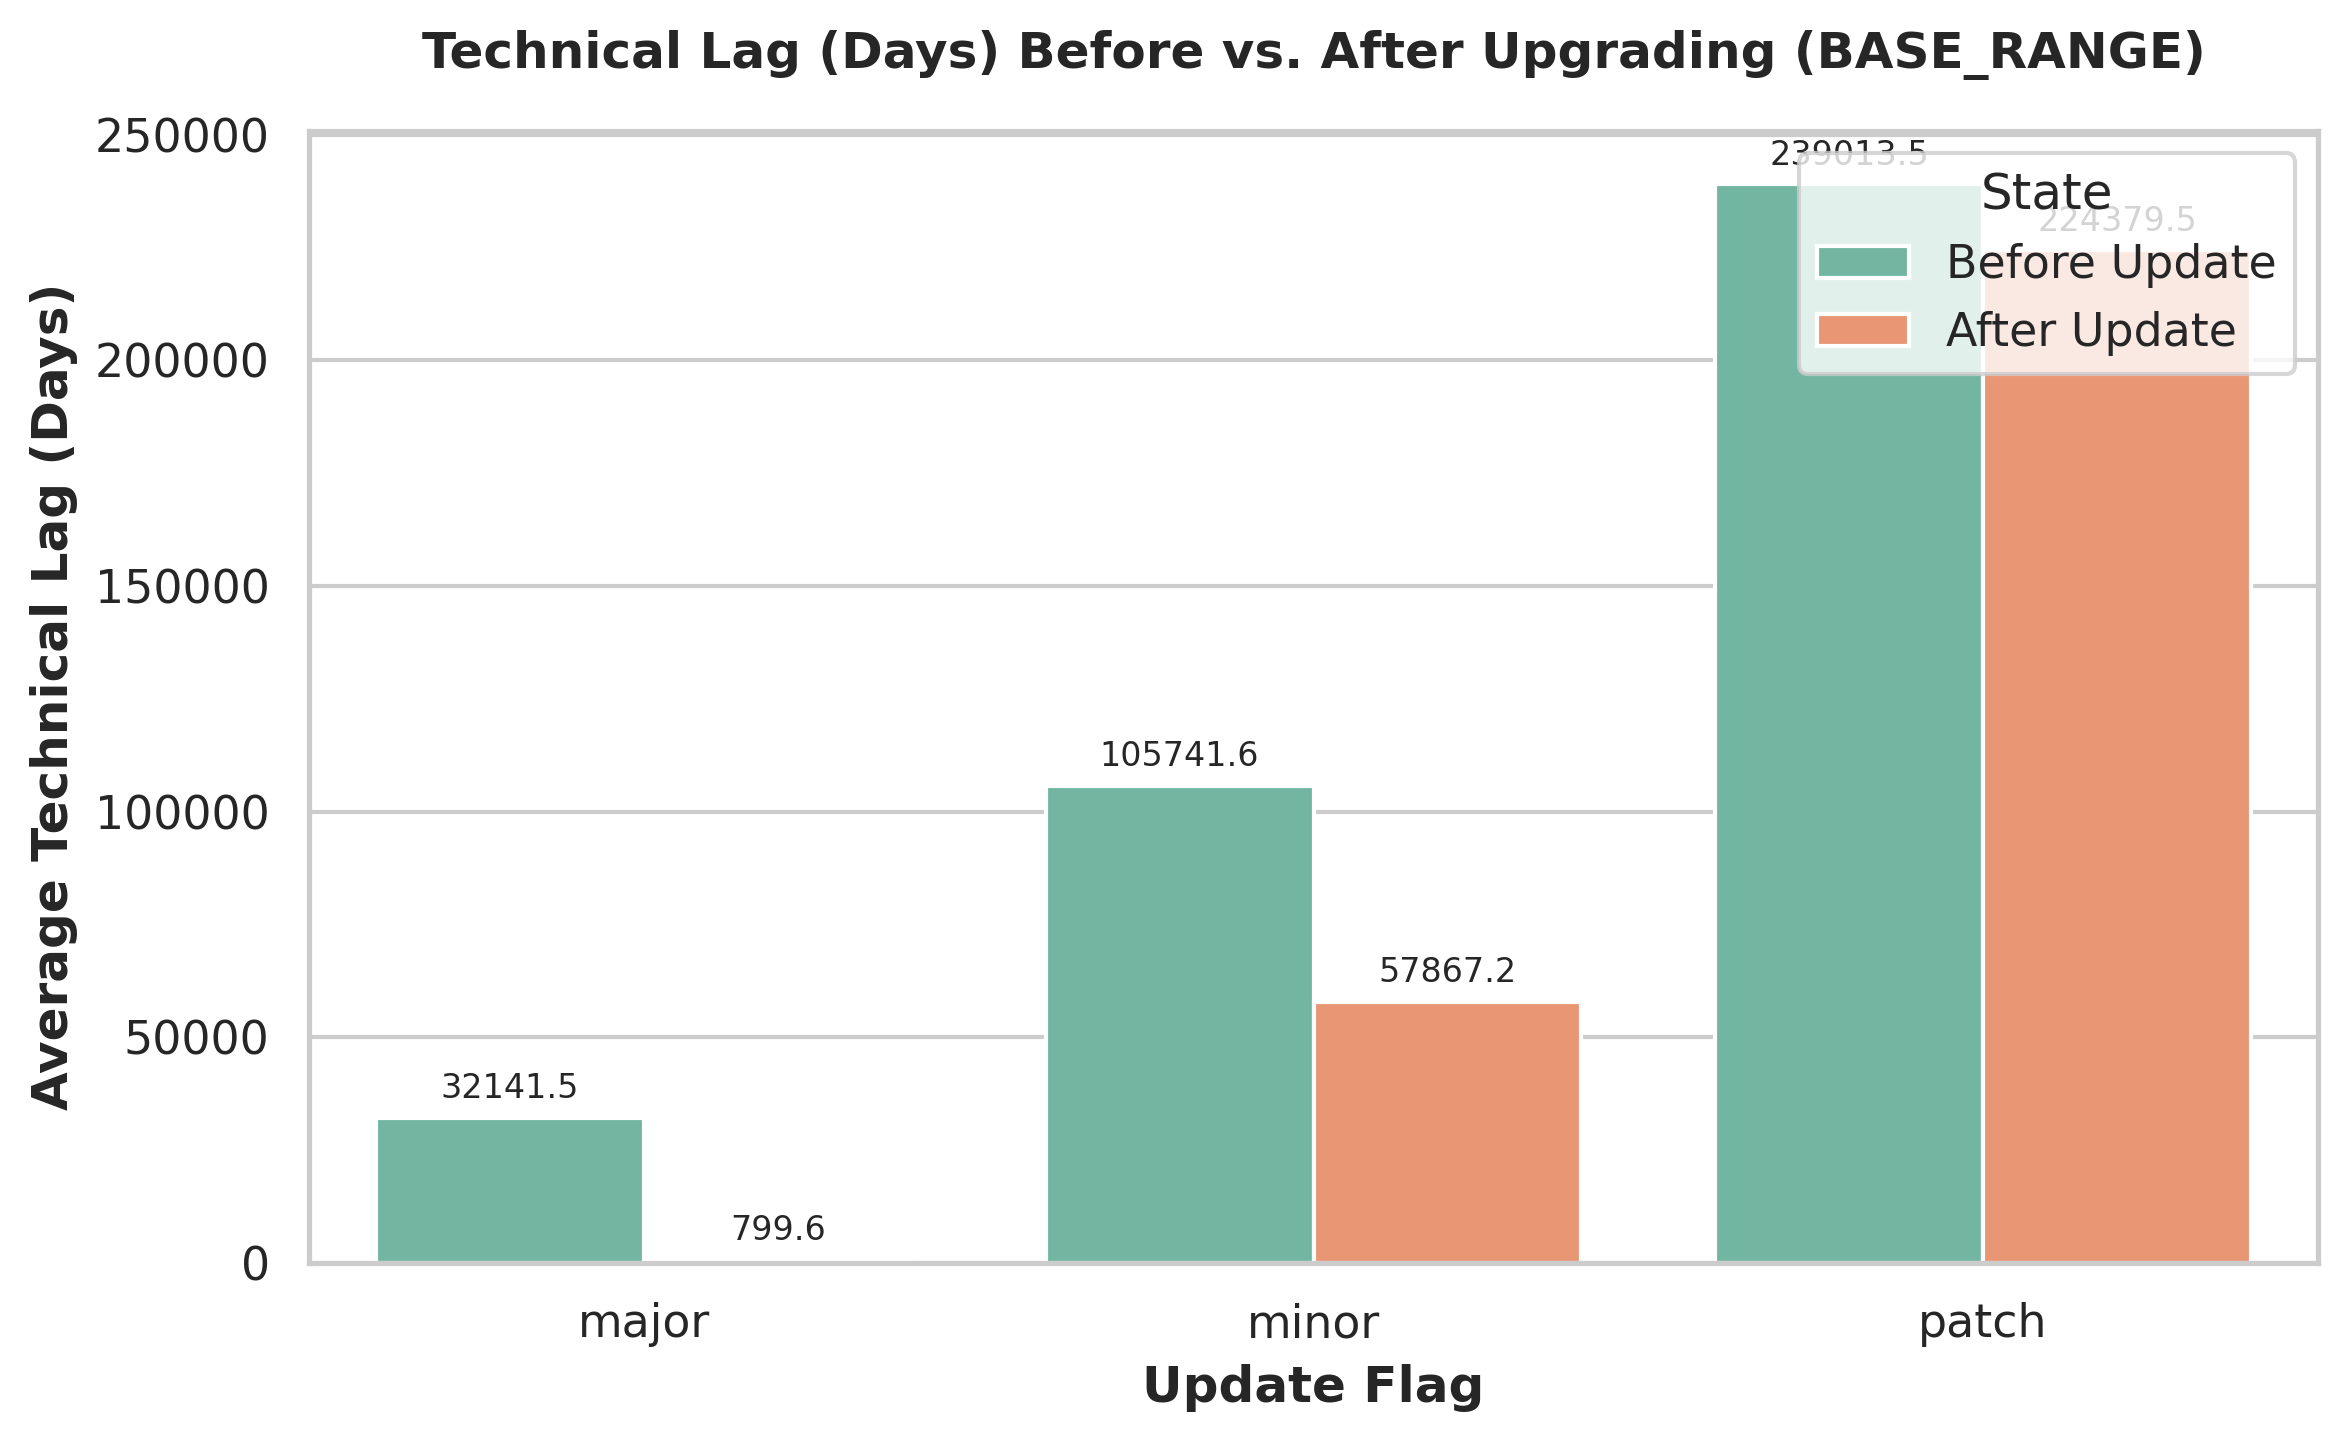 Technical Lag (Days) Before vs. After Upgrading (BASE_RANGE)
Average Technical Lag (Days)
250000
200000
150000
100000
50000
0
239013.5
State
224379.5
Before Update
After Update
105741.6
57867.2
32141.5
799.6
major
minor
patch
Update Flag